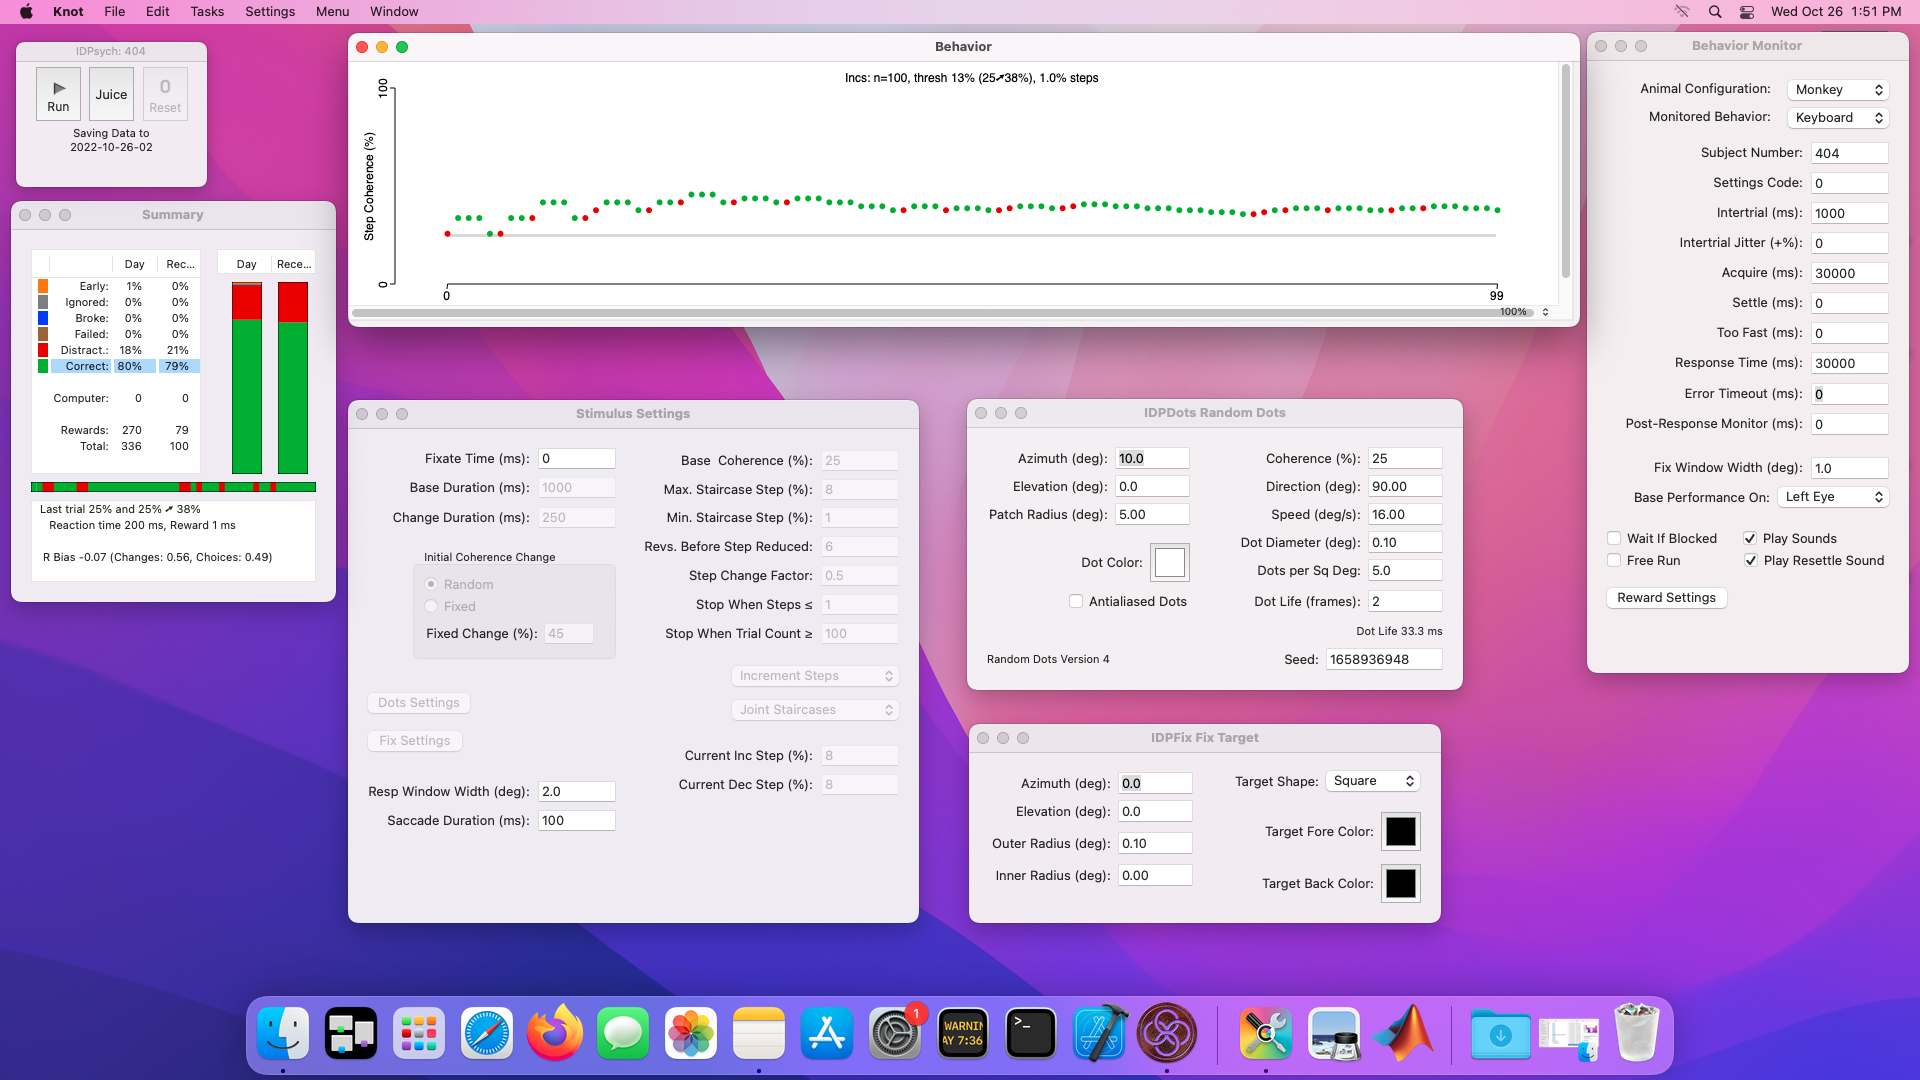 Knot File Edit Tasks Settings Menu Window Wed Oct 26 1:51 PM
IDPsych: 404
Run
Juice
0
Reset
Saving Data to
2022-10-26-02
Summary
Day Rec...
Early: 1% 0%
Ignored: 0% 0%
Broke: 0% 0%
Failed: 0% 0%
Distract.: 18% 21%
Correct: 80% 79%
Computer: 0 0
Rewards: 270 79
Total: 336 100
Day Rece...
Last trial 25% and 25% ➚ 38%
Reaction time 200 ms, Reward 1 ms
R Bias -0.07 (Changes: 0.56, Choices: 0.49)
Behavior
Incs: n=100, thresh 13% (25➚38%), 1.0% steps
Step Coherence (%)
100
0
0
99
100%
Stimulus Settings
Fixate Time (ms): 0
Base Duration (ms): 1000
Change Duration (ms): 250
Initial Coherence Change
Random
Fixed
Fixed Change (%): 45
Dots Settings
Fix Settings
Resp Window Width (deg): 2.0
Saccade Duration (ms): 100
Base Coherence (%): 25
Max. Staircase Step (%): 8
Min. Staircase Step (%): 1
Revs. Before Step Reduced: 6
Step Change Factor: 0.5
Stop When Steps ≤ 1
Stop When Trial Count ≥ 100
Increment Steps
Joint Staircases
Current Inc Step (%): 8
Current Dec Step (%): 8
IDPDots Random Dots
Azimuth (deg): 10.0
Elevation (deg): 0.0
Patch Radius (deg): 5.00
Dot Color:
Antialiased Dots
Random Dots Version 4
Coherence (%): 25
Direction (deg): 90.00
Speed (deg/s): 16.00
Dot Diameter (deg): 0.10
Dots per Sq Deg: 5.0
Dot Life (frames): 2
Dot Life 33.3 ms
Seed: 1658936948
IDPFix Fix Target
Azimuth (deg): 0.0
Elevation (deg): 0.0
Outer Radius (deg): 0.10
Inner Radius (deg): 0.00
Target Shape: Square
Target Fore Color:
Target Back Color:
Behavior Monitor
Animal Configuration: Monkey
Monitored Behavior: Keyboard
Subject Number: 404
Settings Code: 0
Intertrial (ms): 1000
Intertrial Jitter (+%): 0
Acquire (ms): 30000
Settle (ms): 0
Too Fast (ms): 0
Response Time (ms): 30000
Error Timeout (ms): 0
Post-Response Monitor (ms): 0
Fix Window Width (deg): 1.0
Base Performance On: Left Eye
Wait If Blocked
Play Sounds
Free Run
Play Resettle Sound
Reward Settings
1
WARNIN
AY 7:36
>_